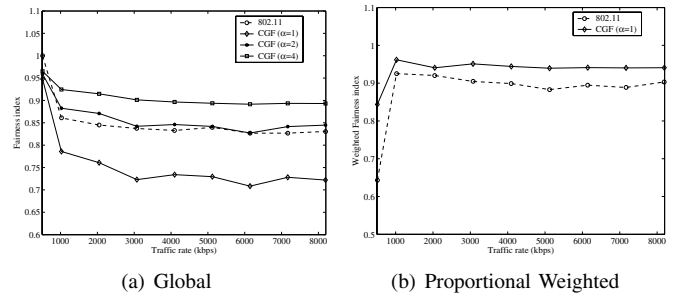 1.1
1.05
1
0.95
0.9
0.85
0.8
0.75
0.7
0.65
0.6
Fairness index
1000 2000 3000 4000 5000 6000 7000 8000
Traffic rate (kbps)
802.11
CGF (α=1)
CGF (α=2)
CGF (α=4)
(a) Global
1.1
1
0.9
0.8
0.7
0.6
0.5
Weighted Fairness index
1000 2000 3000 4000 5000 6000 7000 8000
Traffic rate (kbps)
802.11
CGF (α=1)
(b) Proportional Weighted